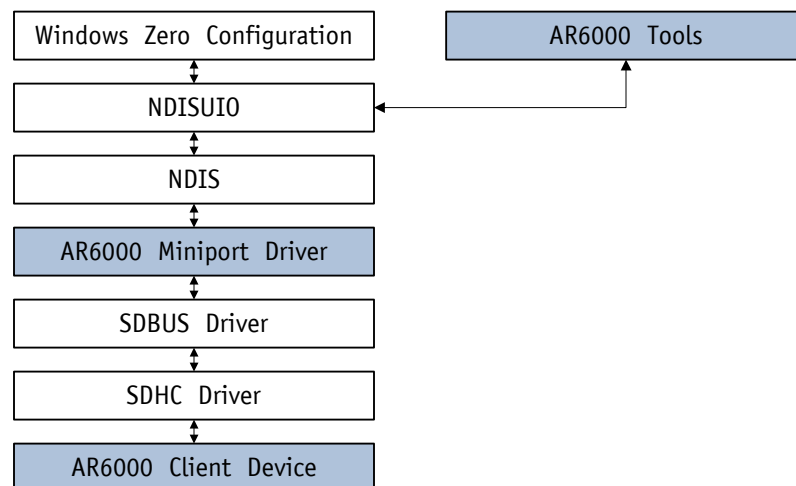 Windows Zero Configuration
AR6000 Tools
NDISUIO
NDIS
AR6000 Miniport Driver
SDBUS Driver
SDHC Driver
AR6000 Client Device